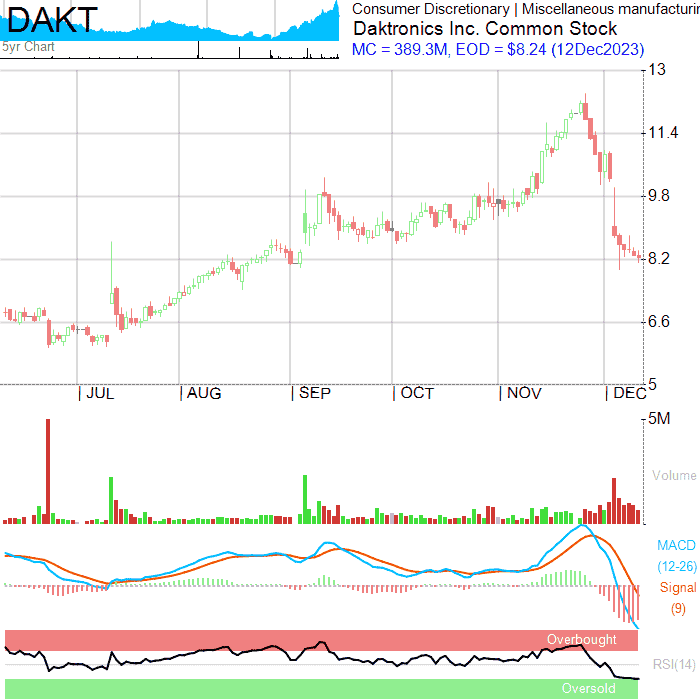 DAKT
5yr Chart
Consumer Discretionary | Miscellaneous manufacturin
Daktronics Inc. Common Stock
MC = 389.3M, EOD = $8.24 (12Dec2023)
13
11.4
9.8
8.2
6.6
5
| JUL | AUG | SEP | OCT | NOV | DEC
5M
Volume
MACD
(12-26)
Signal
(9)
Overbought
RSI(14)
Oversold